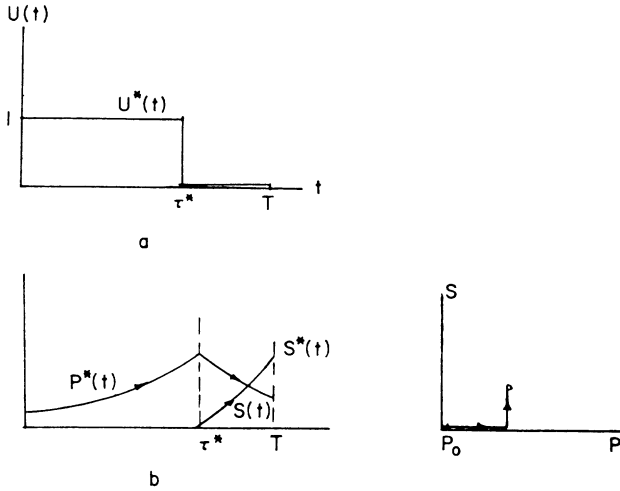 U(t)
1
U*(t)
τ* T t
a
P*(t)
S*(t)
S(t)
τ* T
b
S
P₀ P